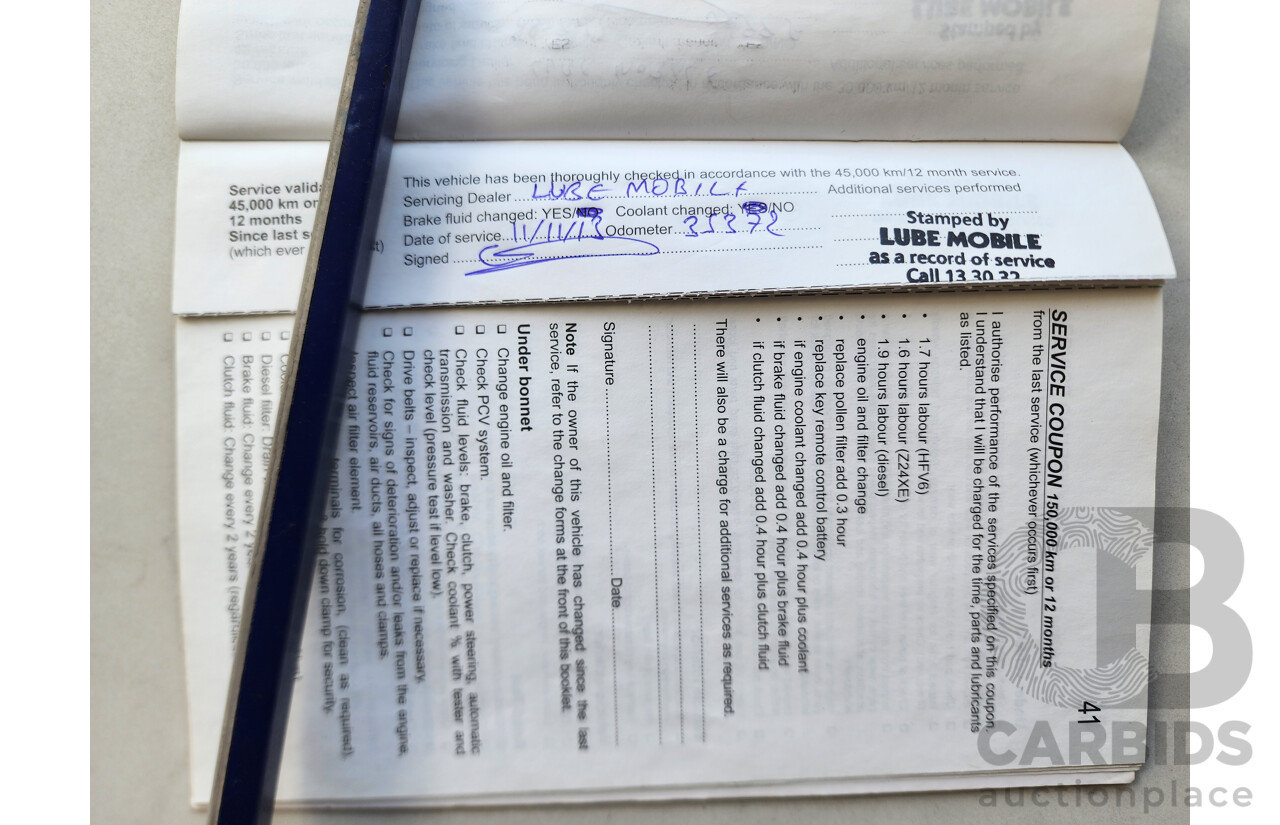 This vehicle has been thoroughly checked in accordance with the 45,000 km/12 month service.
Service valida
45,000 km or
12 months
Since last s
(which ever
Servicing Dealer LUBE MOBILE Additional services performed
Brake fluid changed: YES/NO Coolant changed: YES/NO
Date of service 11/11/13 Odometer 35372
Signed
Stamped by
LUBE MOBILE
as a record of service
Call 13 30 32
SERVICE COUPON 150,000 km or 12 months
from the last service (whichever occurs first)
41
I authorise performance of the services specified on this coupon.
I understand that I will be charged for the time, parts and lubricants
as listed.
• 1.7 hours labour (HFV6)
• 1.6 hours labour (Z24XE)
• 1.9 hours labour (diesel)
• engine oil and filter change
• replace pollen filter add 0.3 hour
• replace key remote control battery
• if engine coolant changed add 0.4 hour plus coolant
• if brake fluid changed add 0.4 hour plus brake fluid
• if clutch fluid changed add 0.4 hour plus clutch fluid
There will also be a charge for additional services as required.
Signature Date
Note If the owner of this vehicle has changed since the last
service, refer to the change forms at the front of this booklet.
Under bonnet
Change engine oil and filter.
Check PCV system.
Check fluid levels: brake, clutch, power steering, automatic
transmission and washer. Check coolant % with tester and
check level (pressure test if level low).
Drive belts – inspect, adjust or replace if necessary.
Check for signs of deterioration and/or leaks from the engine,
fluid reservoirs, air ducts, all hoses and clamps.
air filter element.
terminals for corrosion, (clean as required),
hold down clamp for security.
Diesel filter: Drain
Brake fluid: Change every 2
Clutch fluid: Change every 2 years
CARBIDS
auctionplace